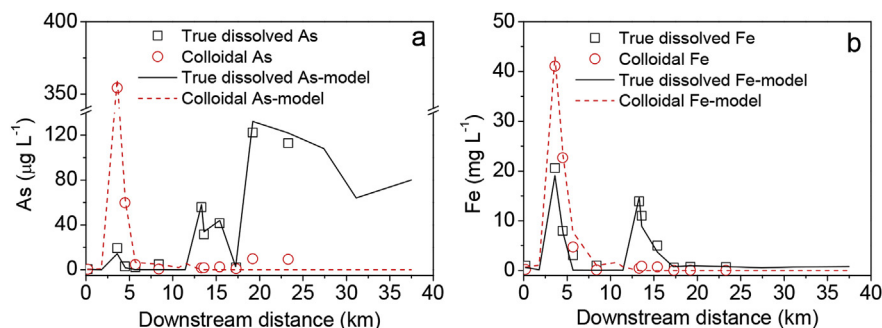 a
True dissolved As
Colloidal As
True dissolved As-model
Colloidal As-model
As (μg L⁻¹)
400
350
120
80
40
0
0 5 10 15 20 25 30 35 40
Downstream distance (km)
b
True dissolved Fe
Colloidal Fe
True dissolved Fe-model
Colloidal Fe-model
Fe (mg L⁻¹)
50
40
30
20
10
0
0 5 10 15 20 25 30 35 40
Downstream distance (km)